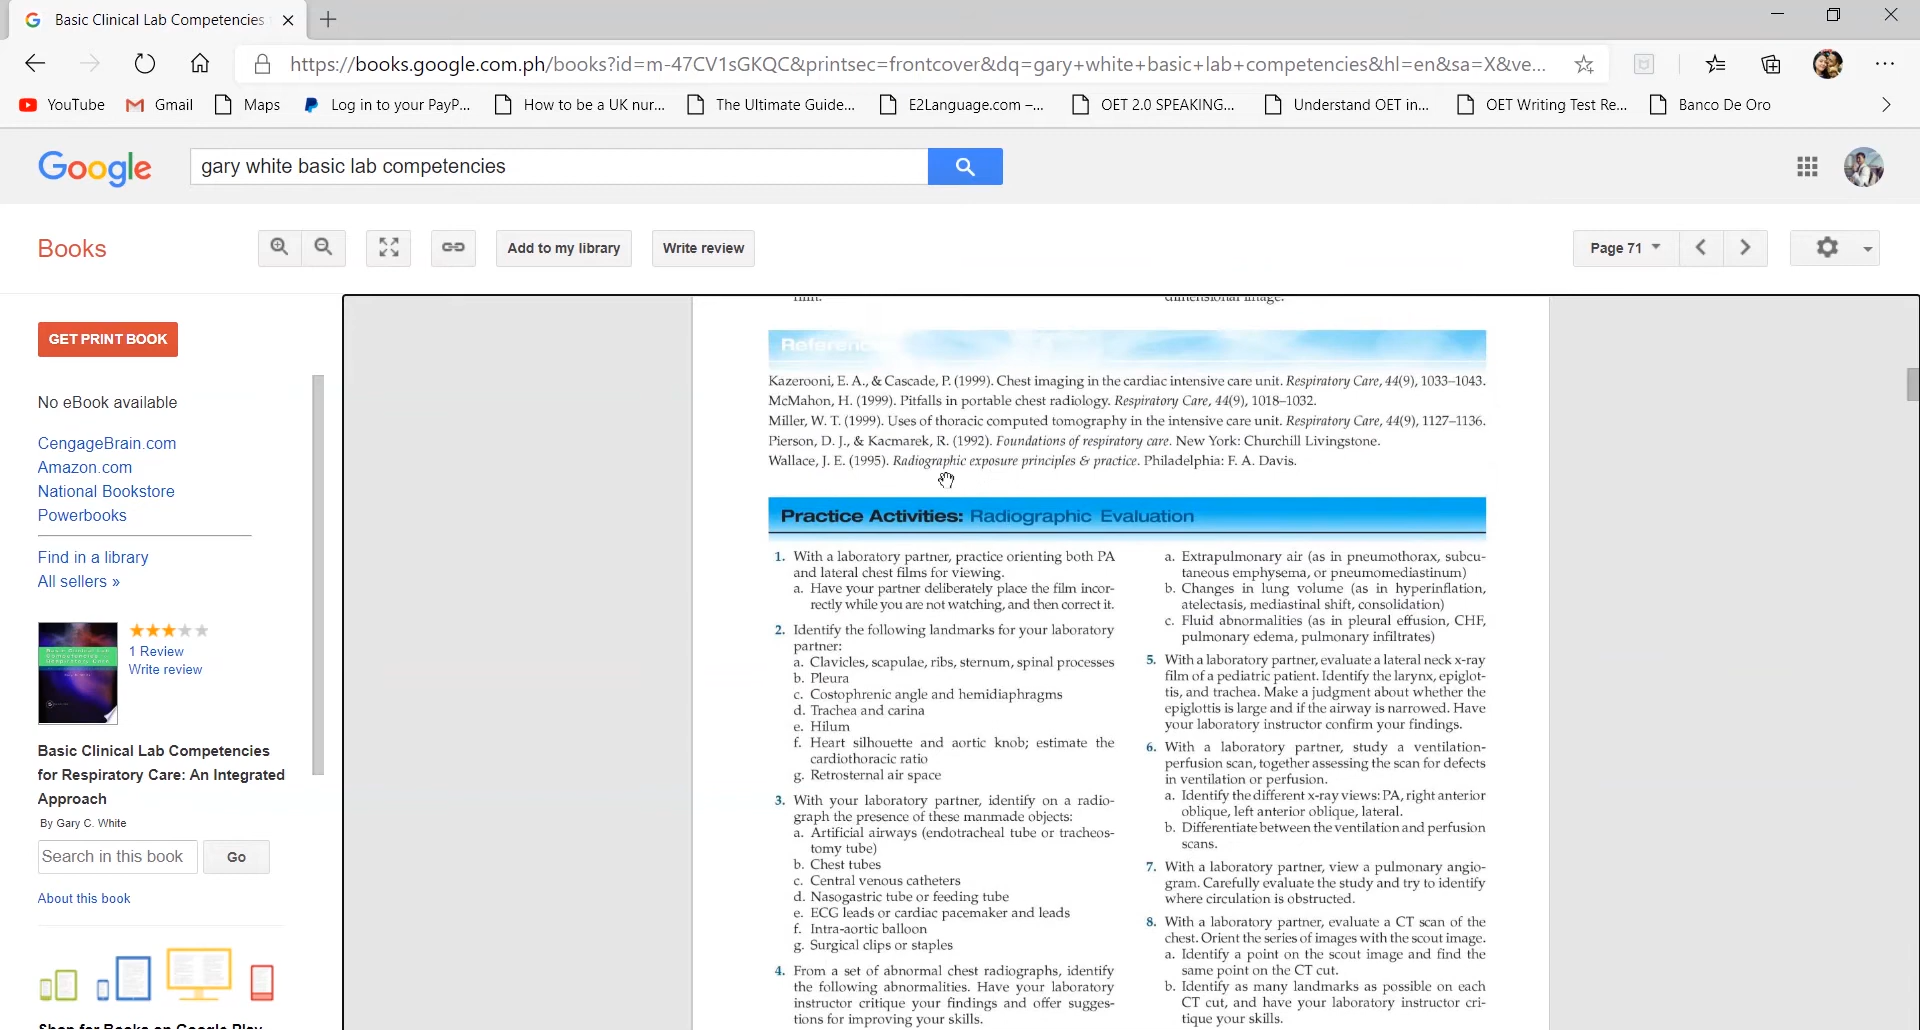 Basic Clinical Lab Competencies
https://books.google.com.ph/books?id=m-47CV1sGKQC&printsec=frontcover&dq=gary+white+basic+lab+competencies&hl=en&sa=X&ve...
YouTube
Gmail
Maps
Log in to your PayP...
How to be a UK nur...
The Ultimate Guide...
E2Language.com –...
OET 2.0 SPEAKING...
Understand OET in...
OET Writing Test Re...
Banco De Oro
Google
gary white basic lab competencies
Books
Add to my library
Write review
Page 71
GET PRINT BOOK
No eBook available
CengageBrain.com
Amazon.com
National Bookstore
Powerbooks
Find in a library
All sellers »
1 Review
Write review
Basic Clinical Lab Competencies
for Respiratory Care: An Integrated
Approach
By Gary C. White
Search in this book
Go
About this book
Shop for Books on Google Play
film.
dimensional image.
Referenc
Kazerooni, E. A., & Cascade, P. (1999). Chest imaging in the cardiac intensive care unit. Respiratory Care, 44(9), 1033–1043.
McMahon, H. (1999). Pitfalls in portable chest radiology. Respiratory Care, 44(9), 1018–1032.
Miller, W. T. (1999). Uses of thoracic computed tomography in the intensive care unit. Respiratory Care, 44(9), 1127–1136.
Pierson, D. J., & Kacmarek, R. (1992). Foundations of respiratory care. New York: Churchill Livingstone.
Wallace, J. E. (1995). Radiographic exposure principles & practice. Philadelphia: F. A. Davis.
Practice Activities: Radiographic Evaluation
1. With a laboratory partner, practice orienting both PA
and lateral chest films for viewing.
a. Have your partner deliberately place the film incor-
rectly while you are not watching, and then correct it.
2. Identify the following landmarks for your laboratory
partner:
a. Clavicles, scapulae, ribs, sternum, spinal processes
b. Pleura
c. Costophrenic angle and hemidiaphragms
d. Trachea and carina
e. Hilum
f. Heart silhouette and aortic knob; estimate the
cardiothoracic ratio
g. Retrosternal air space
3. With your laboratory partner, identify on a radio-
graph the presence of these manmade objects:
a. Artificial airways (endotracheal tube or tracheos-
tomy tube)
b. Chest tubes
c. Central venous catheters
d. Nasogastric tube or feeding tube
e. ECG leads or cardiac pacemaker and leads
f. Intra-aortic balloon
g. Surgical clips or staples
4. From a set of abnormal chest radiographs, identify
the following abnormalities. Have your laboratory
instructor critique your findings and offer sugges-
tions for improving your skills.
a. Extrapulmonary air (as in pneumothorax, subcu-
taneous emphysema, or pneumomediastinum)
b. Changes in lung volume (as in hyperinflation,
atelectasis, mediastinal shift, consolidation)
c. Fluid abnormalities (as in pleural effusion, CHF,
pulmonary edema, pulmonary infiltrates)
5. With a laboratory partner, evaluate a lateral neck x-ray
film of a pediatric patient. Identify the larynx, epiglot-
tis, and trachea. Make a judgment about whether the
epiglottis is large and if the airway is narrowed. Have
your laboratory instructor confirm your findings.
6. With a laboratory partner, study a ventilation-
perfusion scan, together assessing the scan for defects
in ventilation or perfusion.
a. Identify the different x-ray views: PA, right anterior
oblique, left anterior oblique, lateral.
b. Differentiate between the ventilation and perfusion
scans.
7. With a laboratory partner, view a pulmonary angio-
gram. Carefully evaluate the study and try to identify
where circulation is obstructed.
8. With a laboratory partner, evaluate a CT scan of the
chest. Orient the series of images with the scout image.
a. Identify a point on the scout image and find the
same point on the CT cut.
b. Identify as many landmarks as possible on each
CT cut, and have your laboratory instructor cri-
tique your skills.